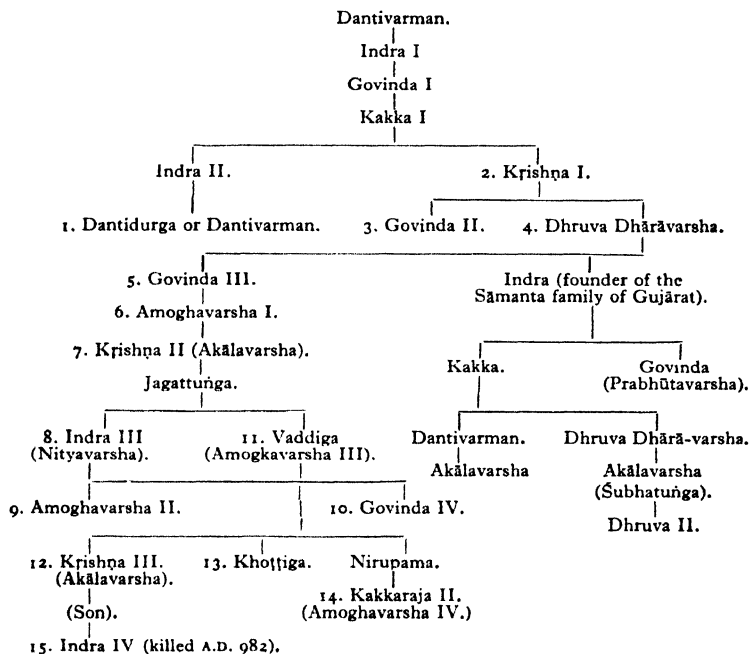 Dantivarman.
Indra I
Govinda I
Kakka I
Indra II.
2. Kṛishṇa I.
1. Dantidurga or Dantivarman.
3. Govinda II.
4. Dhruva Dhārāvarsha.
5. Govinda III.
Indra (founder of the
Sāmanta family of Gujārat).
6. Amoghavarsha I.
7. Kṛishṇa II (Akālavarsha).
Kakka.
Govinda
(Prabhūtavarsha).
Jagattuṅga.
8. Indra III
(Nityavarsha).
11. Vaddiga
(Amogkavarsha III).
Dantivarman.
Dhruva Dhārā-varsha.
Akālavarsha
Akālavarsha
(Śubhatuṅga).
9. Amoghavarsha II.
10. Govinda IV.
Dhruva II.
12. Kṛishṇa III.
(Akālavarsha).
13. Khoṭṭiga.
Nirupama.
14. Kakkaraja II.
(Amoghavarsha IV.)
(Son).
15. Indra IV (killed A.D. 982).